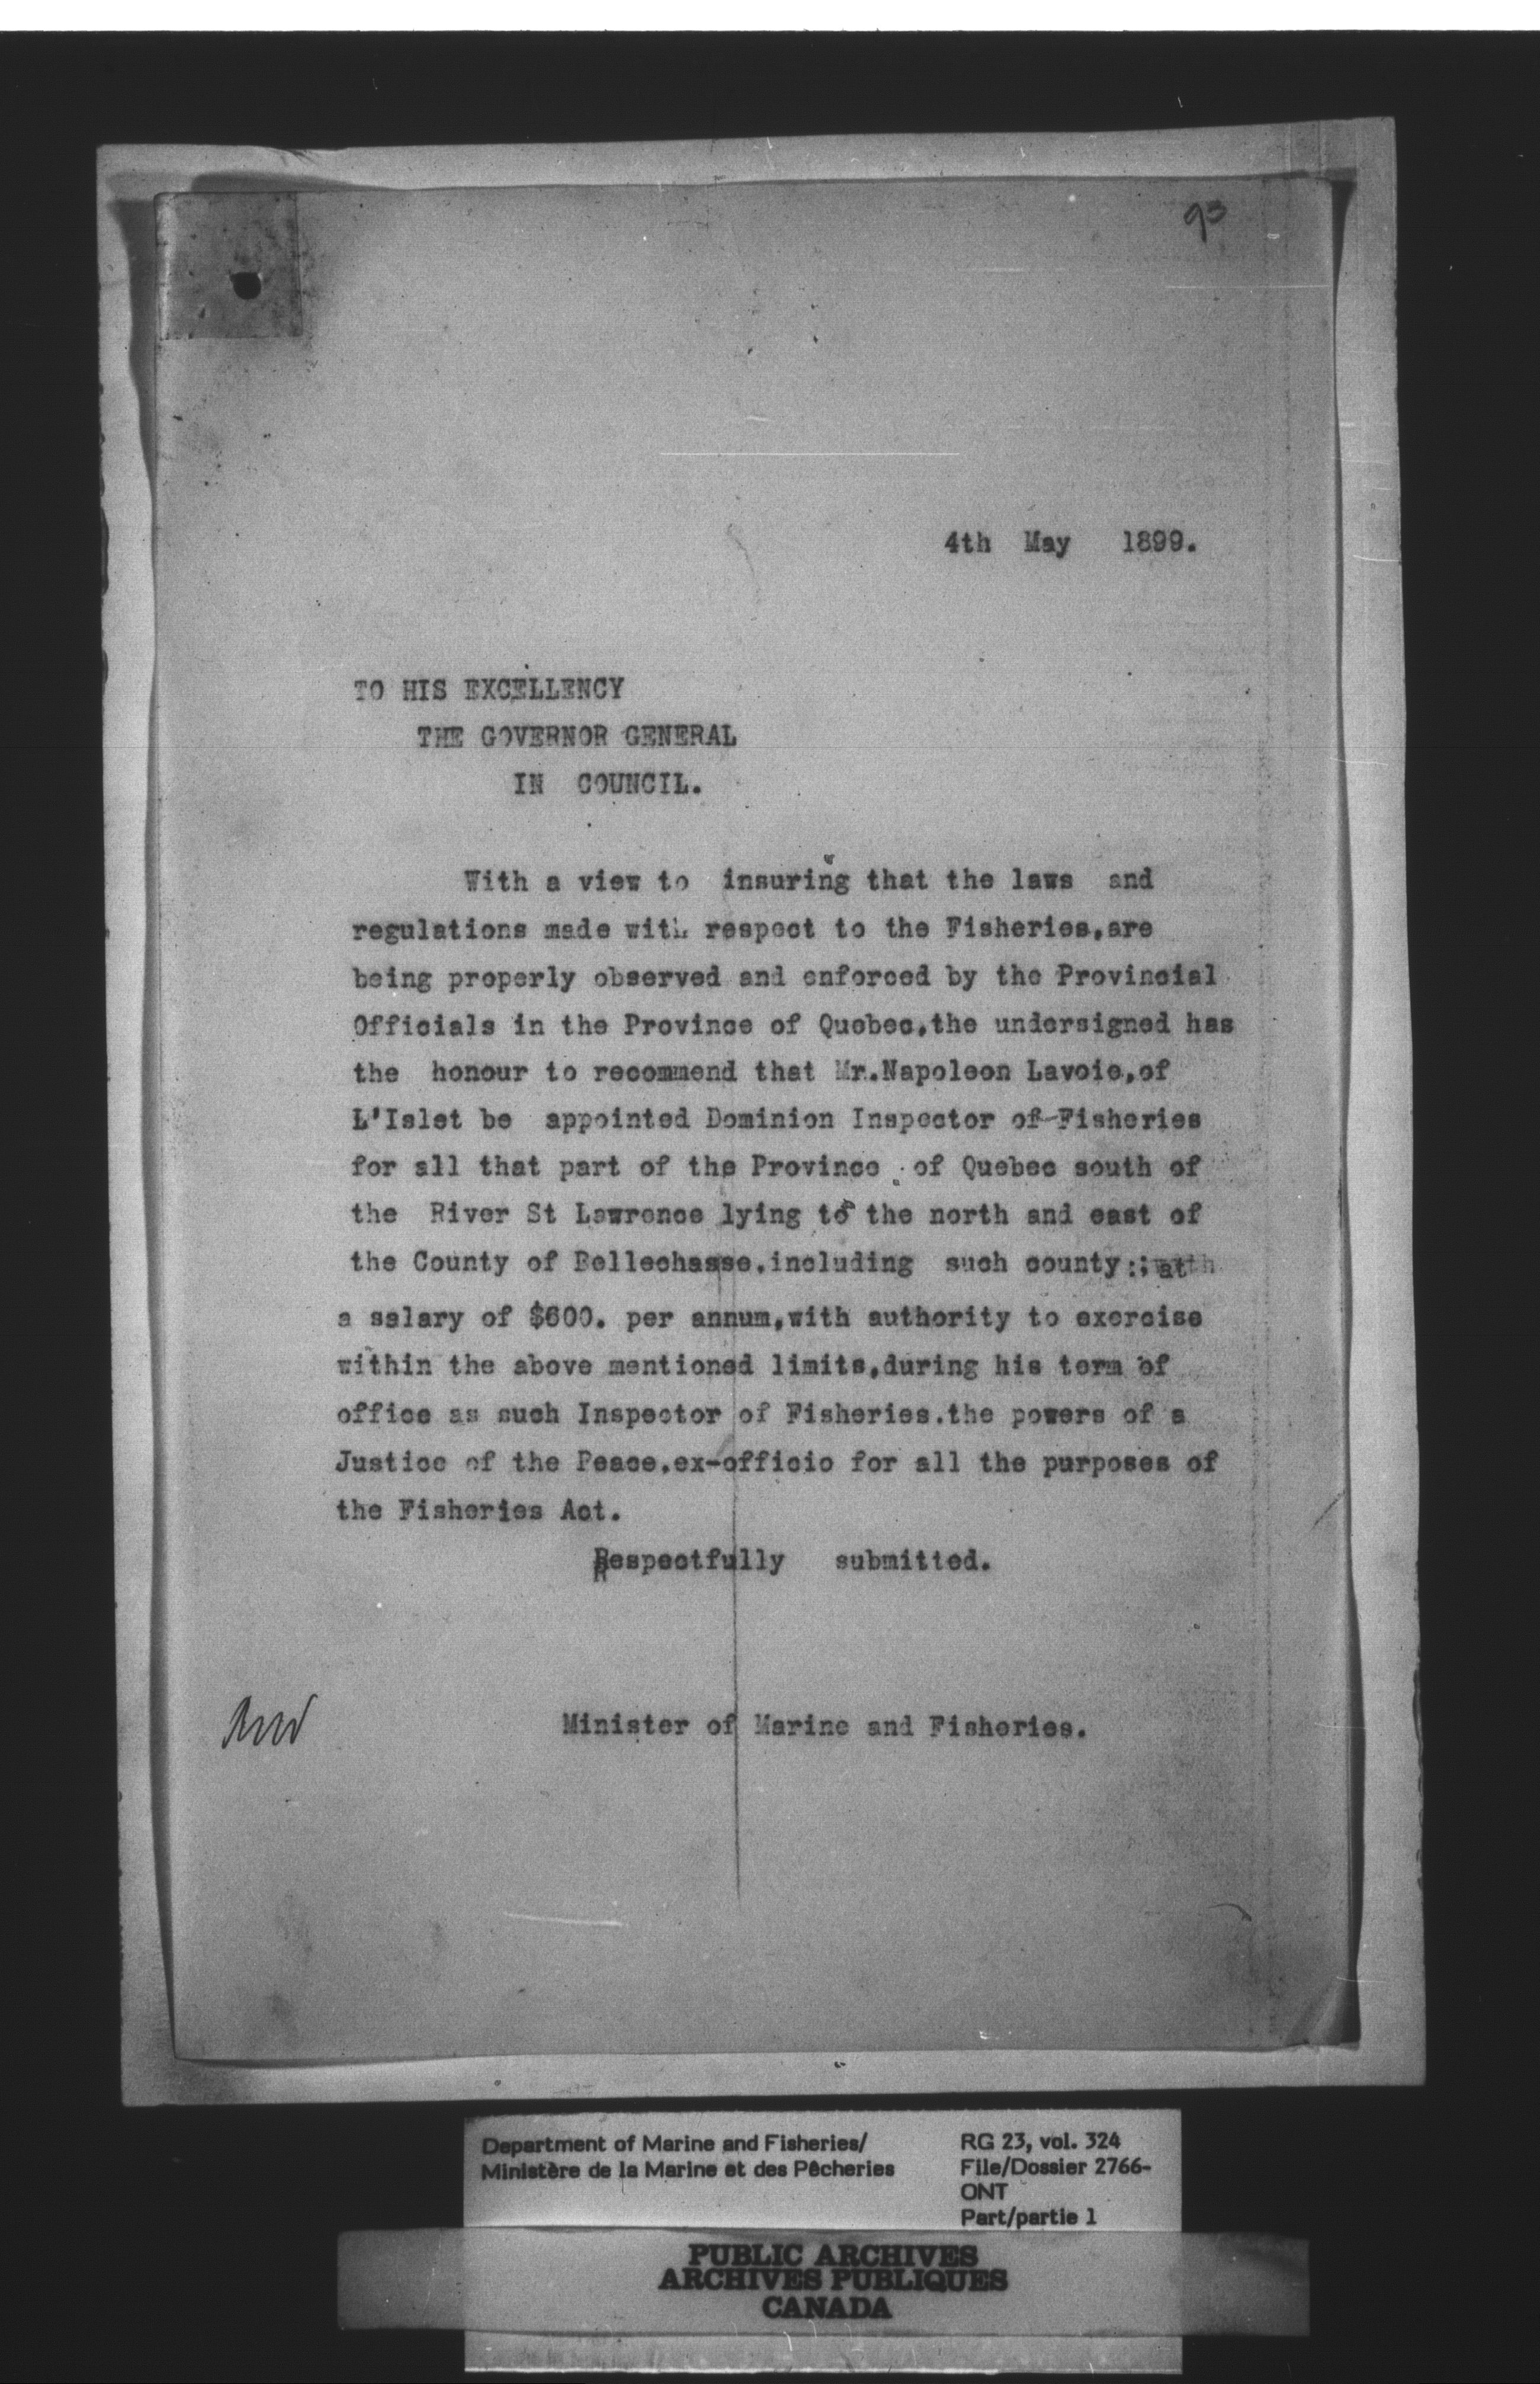 93
4th May 1899.
TO HIS EXCELLENCY
THE GOVERNOR GENERAL
IN COUNCIL.
With a view to insuring that the laws and
regulations made with respect to the Fisheries,are
being properly observed and enforced by the Provincial
Officials in the Province of Quebec,the undersigned has
the honour to recommend that Mr.Napoleon Lavoie,of
L'Islet be appointed Dominion Inspector of Fisheries
for all that part of the Province of Quebec south of
the River St Lawrence lying to the north and east of
the County of Bellechasse,including such county; at
a salary of $600. per annum,with authority to exercise
within the above mentioned limits,during his term of
office as such Inspector of Fisheries,the powers of a
Justice of the Peace,ex-officio for all the purposes of
the Fisheries Act.
Respectfully submitted.
Minister of Marine and Fisheries.
Department of Marine and Fisheries/
Ministère de la Marine et des Pêcheries
RG 23, vol. 324
File/Dossier 2766-
ONT
Part/partie 1
PUBLIC ARCHIVES
ARCHIVES PUBLIQUES
CANADA